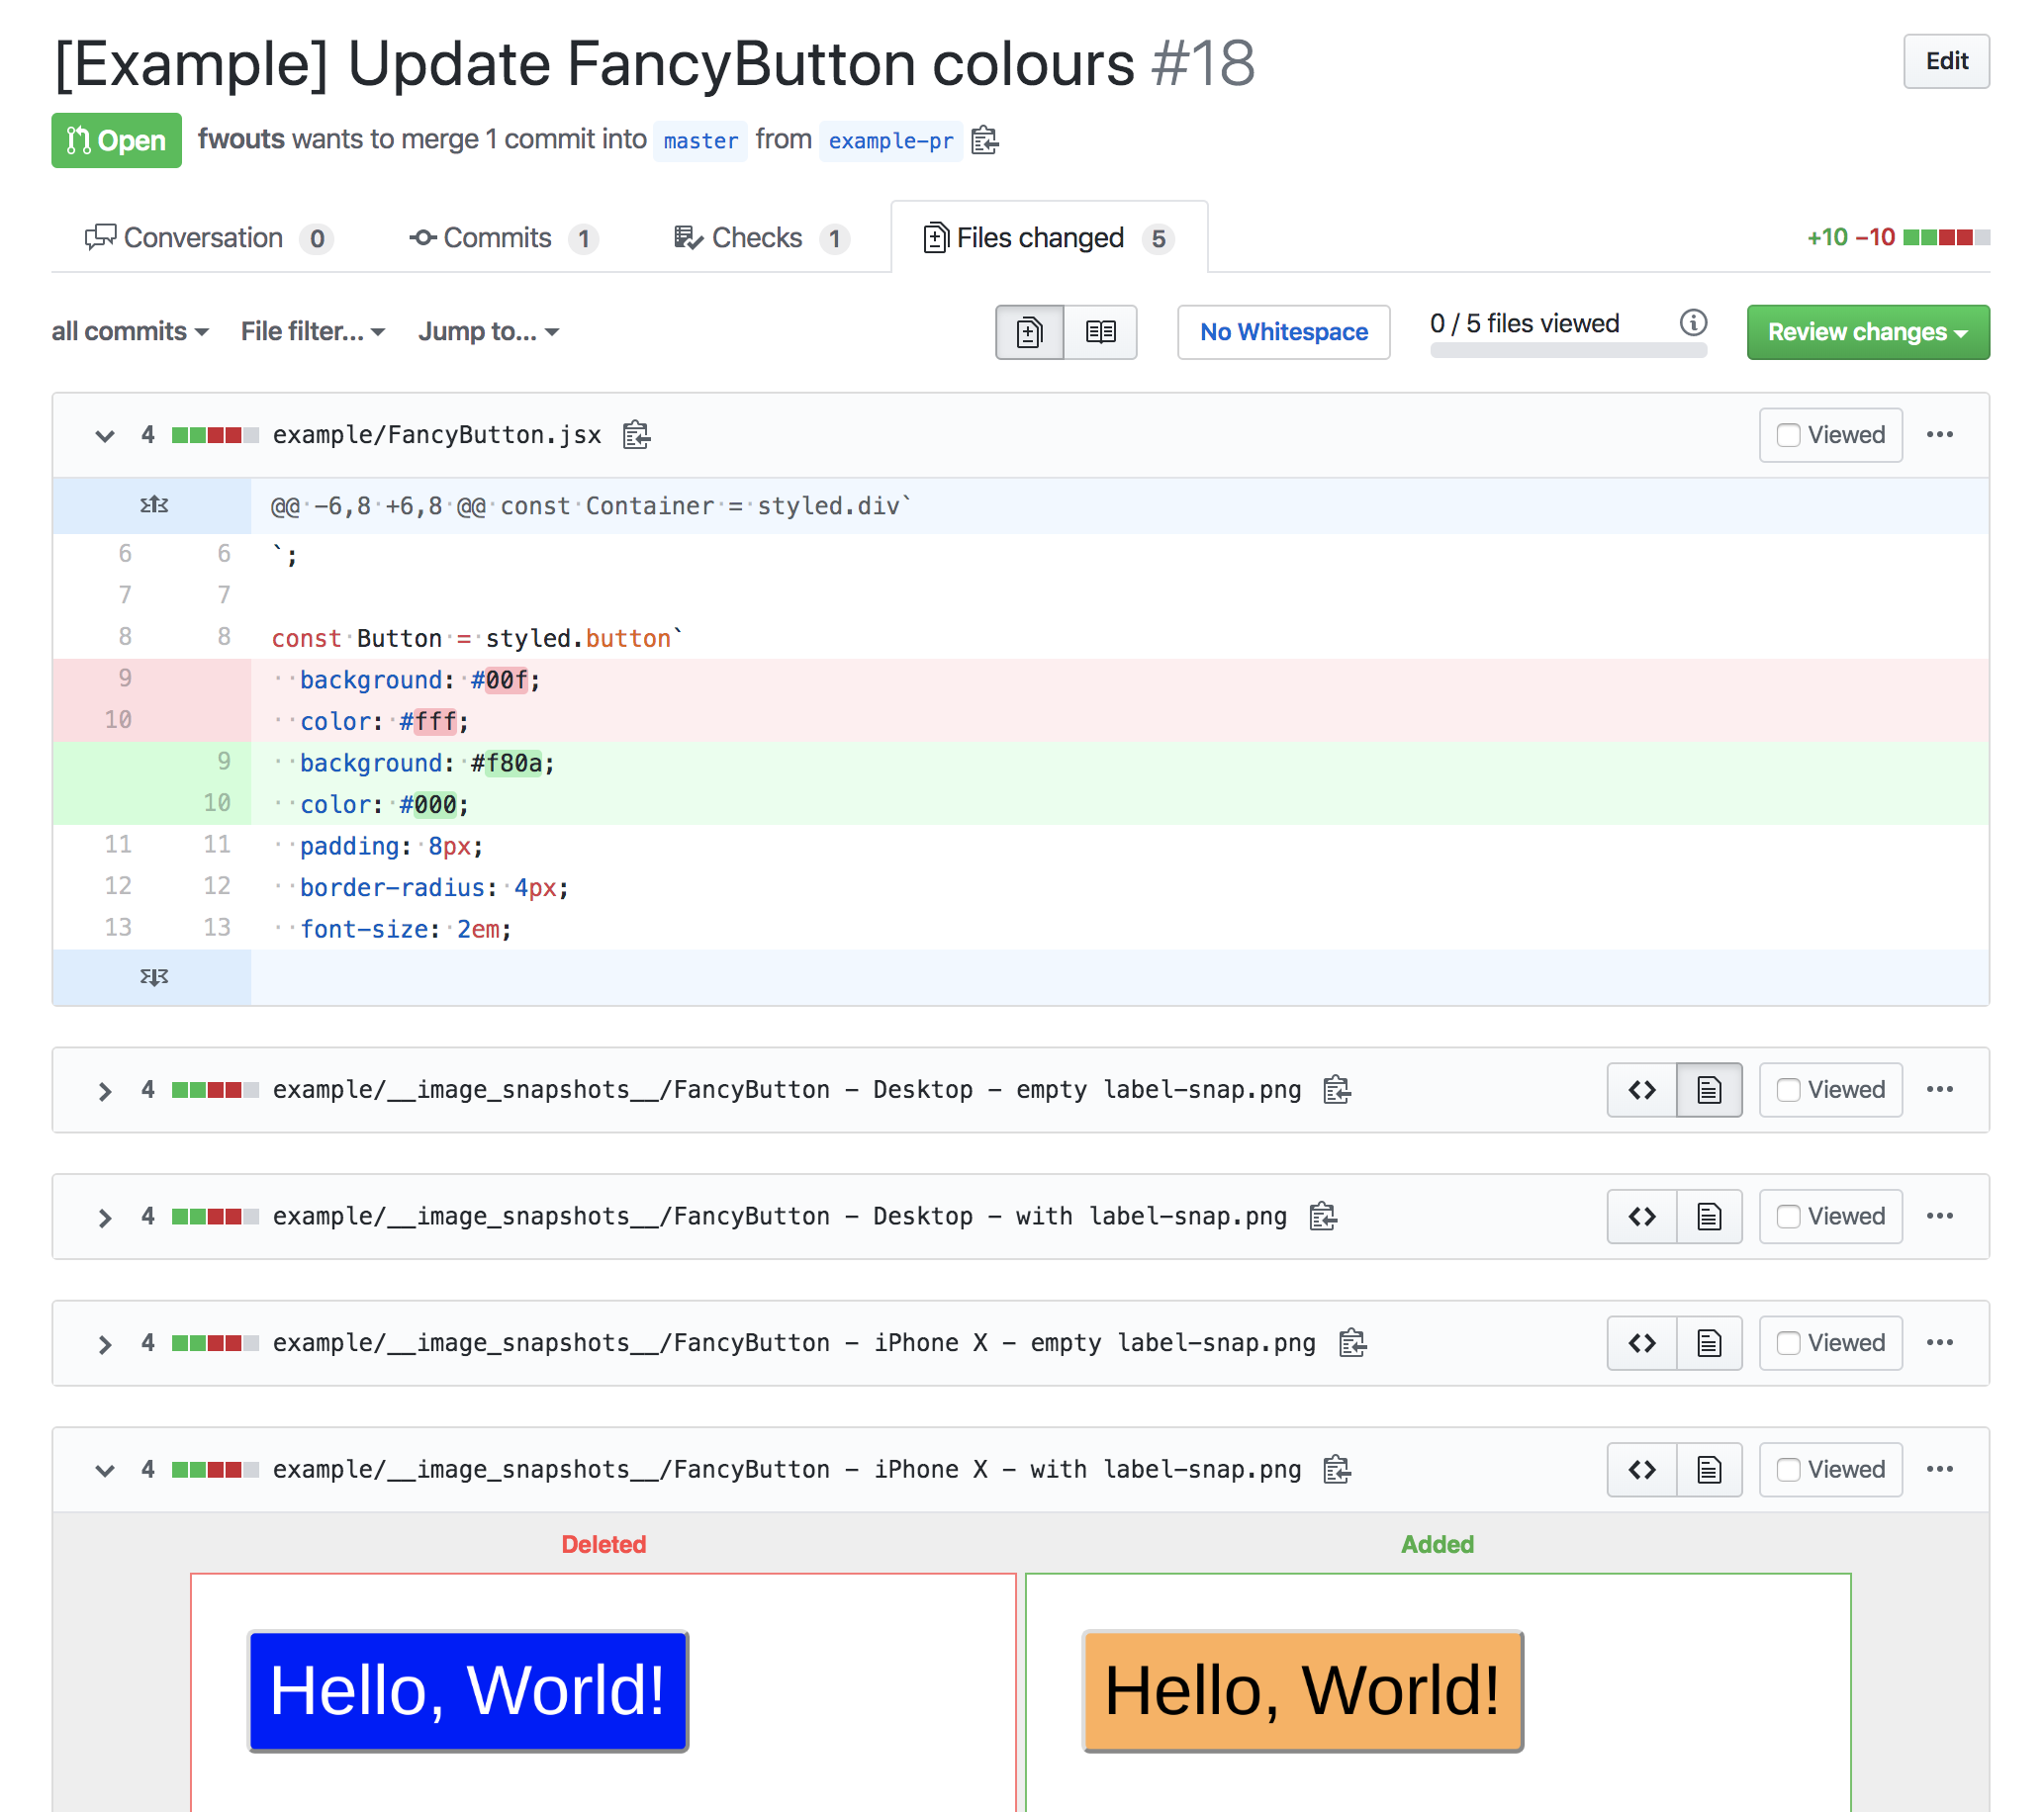 [Example] Update FancyButton colours #18
Edit
Open fwouts wants to merge 1 commit into master from example-pr
Conversation 0 Commits 1 Checks 1 Files changed 5 +10 −10
all commits File filter... Jump to... No Whitespace 0 / 5 files viewed Review changes
4 example/FancyButton.jsx Viewed
@@ -6,8 +6,8 @@ const Container = styled.div`
6 6 `;
7 7
8 8 const Button = styled.button`
9 background: #00f;
10 color: #fff;
9 background: #f80a;
10 color: #000;
11 11 padding: 8px;
12 12 border-radius: 4px;
13 13 font-size: 2em;
4 example/__image_snapshots__/FancyButton - Desktop - empty label-snap.png Viewed
4 example/__image_snapshots__/FancyButton - Desktop - with label-snap.png Viewed
4 example/__image_snapshots__/FancyButton - iPhone X - empty label-snap.png Viewed
4 example/__image_snapshots__/FancyButton - iPhone X - with label-snap.png Viewed
Deleted Added
Hello, World! Hello, World!